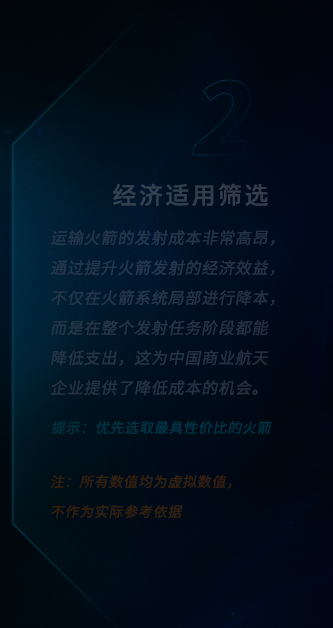 2
经济适用筛选
运输火箭的发射成本非常高昂，
通过提升火箭发射的经济效益，
不仅在火箭系统局部进行降本，
而是在整个发射任务阶段都能
降低支出，这为中国商业航天
企业提供了降低成本的机会。
提示：优先选取最具性价比的火箭
注：所有数值均为虚拟数值，
不作为实际参考依据